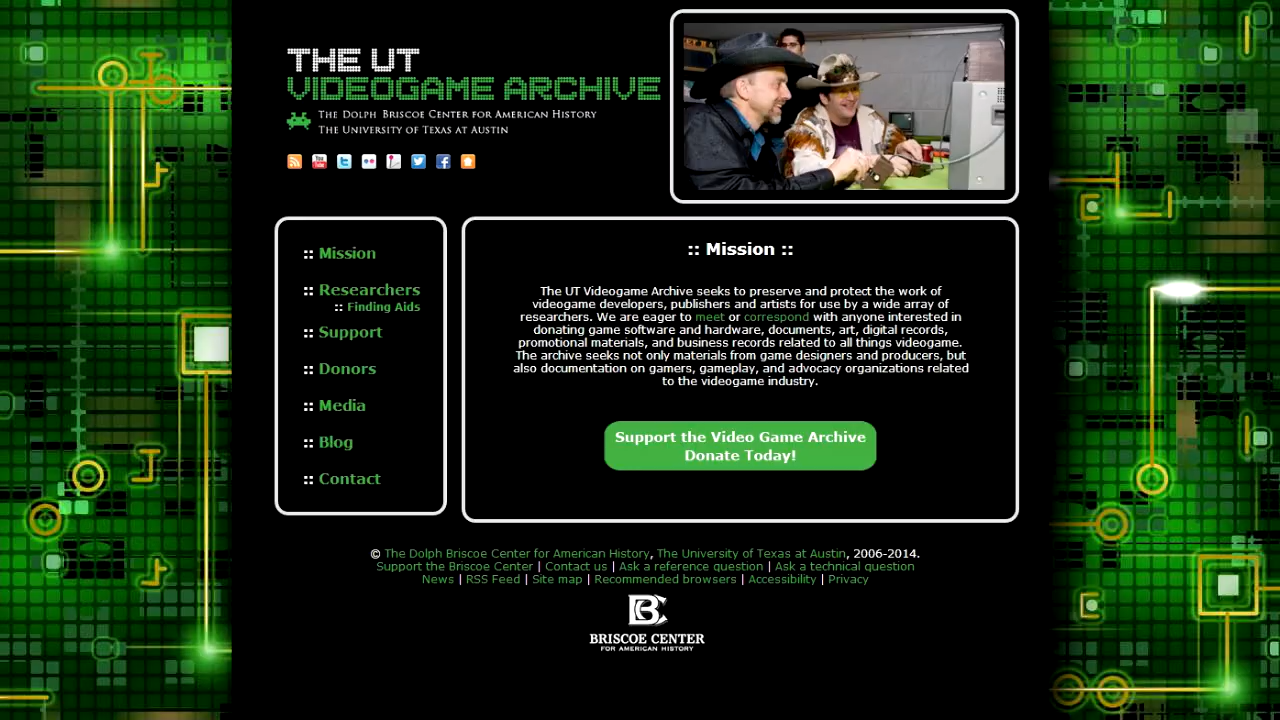 THE UT
VIDEOGAME ARCHIVE
THE DOLPH BRISCOE CENTER FOR AMERICAN HISTORY
THE UNIVERSITY OF TEXAS AT AUSTIN
:: Mission
:: Researchers
:: Finding Aids
:: Support
:: Donors
:: Media
:: Blog
:: Contact
:: Mission ::
The UT Videogame Archive seeks to preserve and protect the work of
videogame developers, publishers and artists for use by a wide array of
researchers. We are eager to meet or correspond with anyone interested in
donating game software and hardware, documents, art, digital records,
promotional materials, and business records related to all things videogame.
The archive seeks not only materials from game designers and producers, but
also documentation on gamers, gameplay, and advocacy organizations related
to the videogame industry.
Support the Video Game Archive
Donate Today!
© The Dolph Briscoe Center for American History, The University of Texas at Austin, 2006-2014.
Support the Briscoe Center | Contact us | Ask a reference question | Ask a technical question
News | RSS Feed | Site map | Recommended browsers | Accessibility | Privacy
BRISCOE CENTER
FOR AMERICAN HISTORY